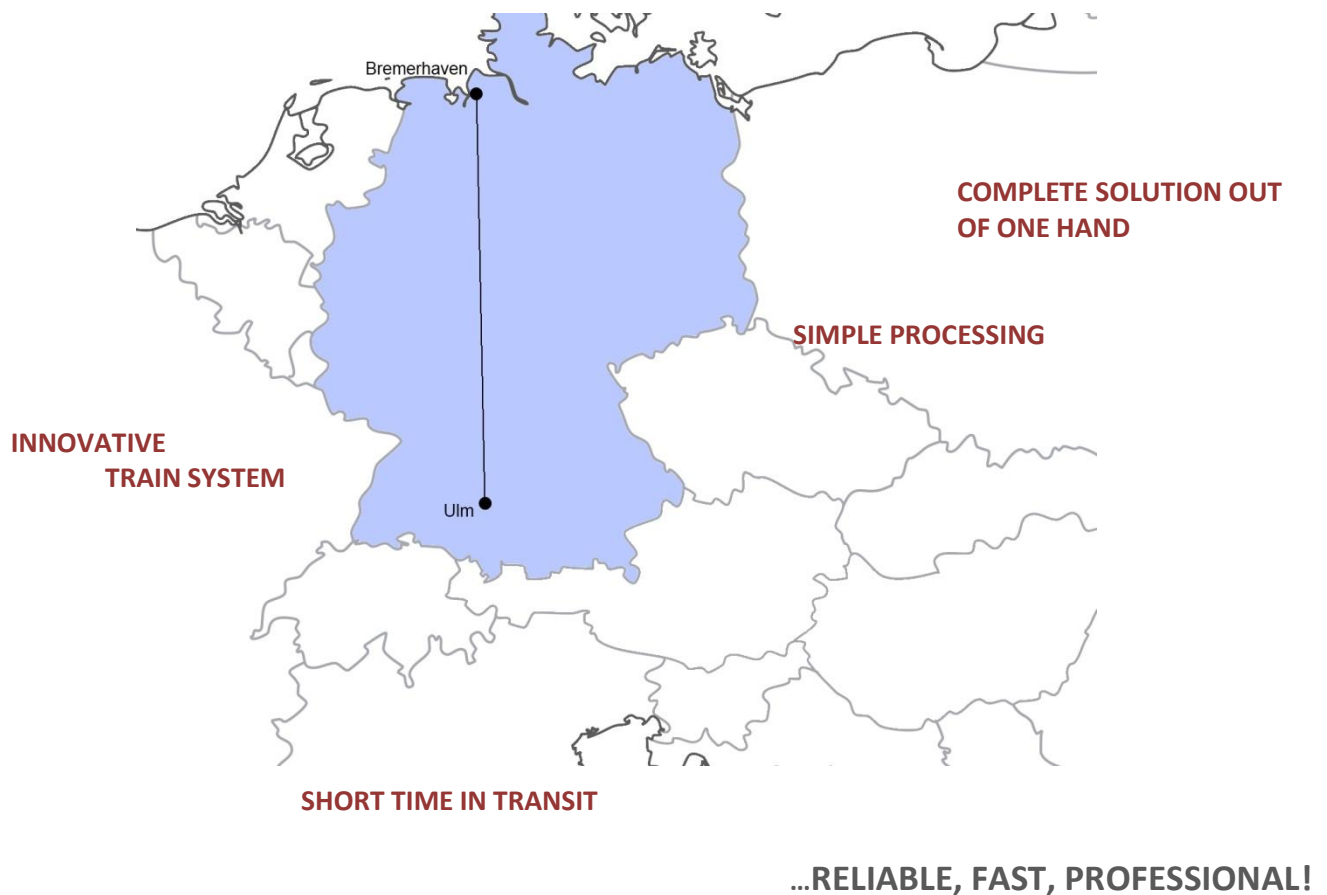 Bremerhaven
COMPLETE SOLUTION OUT
OF ONE HAND
SIMPLE PROCESSING
INNOVATIVE
TRAIN SYSTEM
Ulm
SHORT TIME IN TRANSIT
...RELIABLE, FAST, PROFESSIONAL!